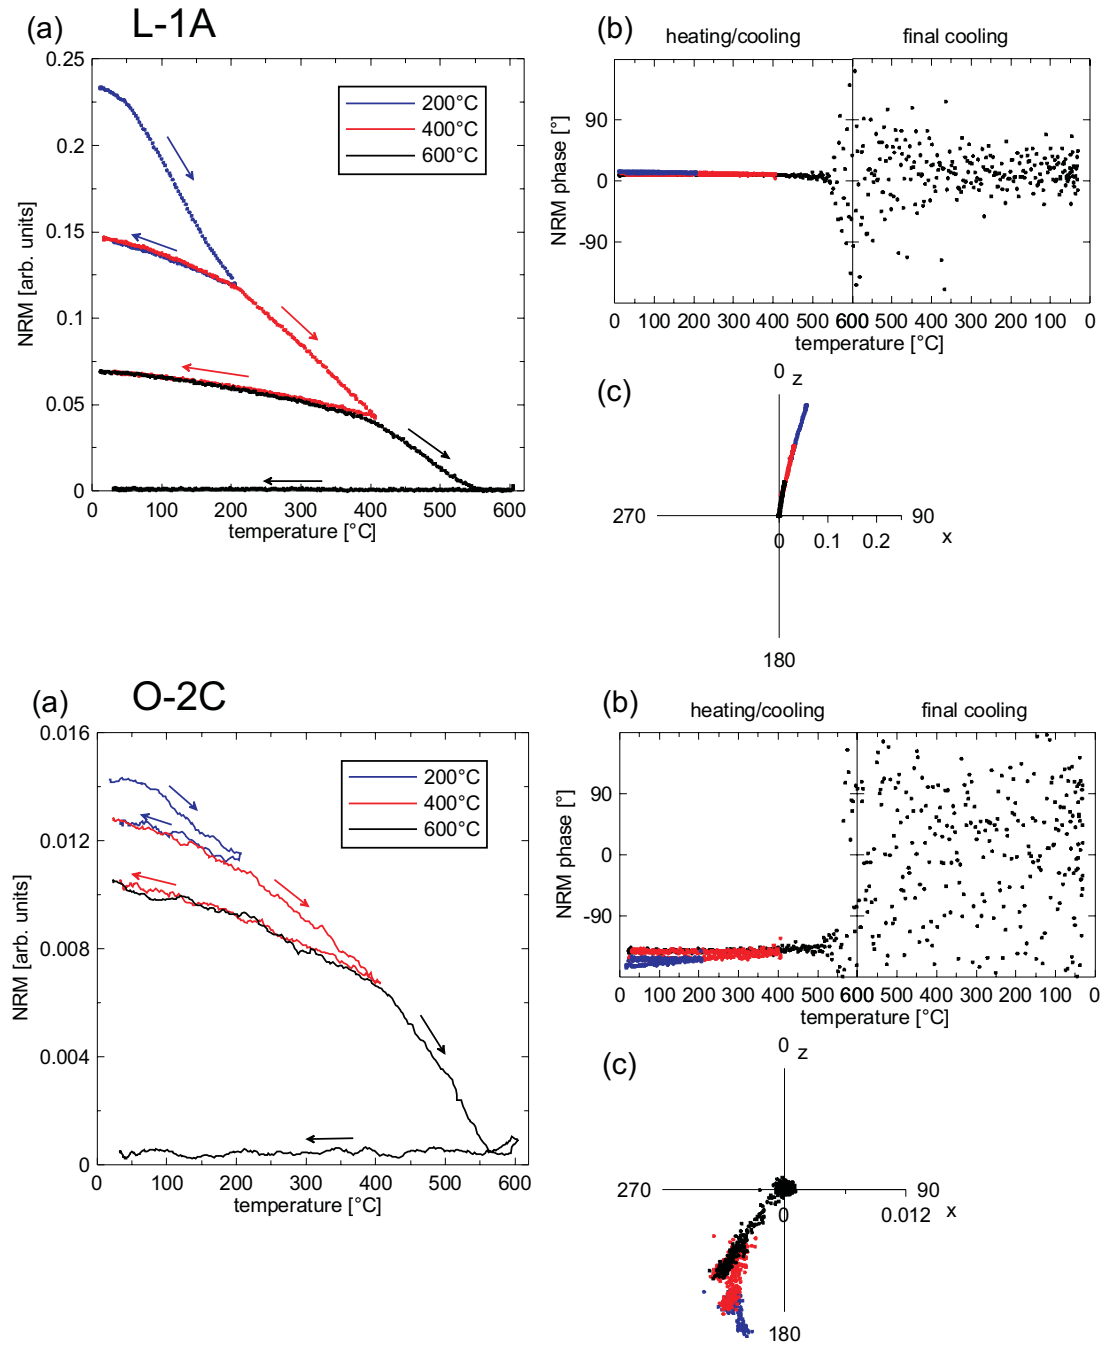 (a) L-1A
0.25
0.2
0.15
0.1
0.05
0
NRM [arb. units]
200°C
400°C
600°C
0 100 200 300 400 500 600
temperature [°C]
(b)
heating/cooling final cooling
90
0
-90
NRM phase [°]
0 100 200 300 400 500 600 500 400 300 200 100 0
temperature [°C]
(c)
0 z
270 90
0 0.1 0.2 x
180
(a) O-2C
0.016
0.012
0.008
0.004
0
NRM [arb. units]
200°C
400°C
600°C
0 100 200 300 400 500 600
temperature [°C]
(b)
heating/cooling final cooling
90
0
-90
NRM phase [°]
0 100 200 300 400 500 600 500 400 300 200 100 0
temperature [°C]
(c)
0 z
270 90
0 0.012 x
180